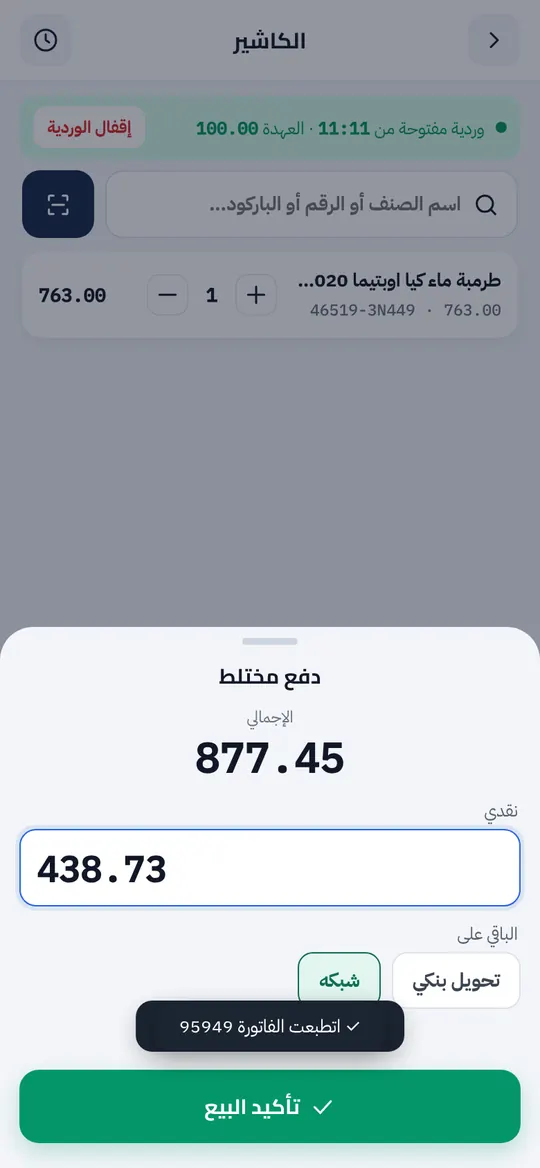 الكاشير
وردية مفتوحة من 11:11 · العهدة 100.00
إقفال الوردية
اسم الصنف أو الرقم أو الباركود...
طرمبة ماء كيا اوبتيما 020...
46519-3N449 · 763.00
1
763.00
دفع مختلط
الإجمالي
877.45
نقدي
438.73
الباقي على
تحويل بنكي
شبكه
✓ اتطبعت الفاتورة 95949
تأكيد البيع